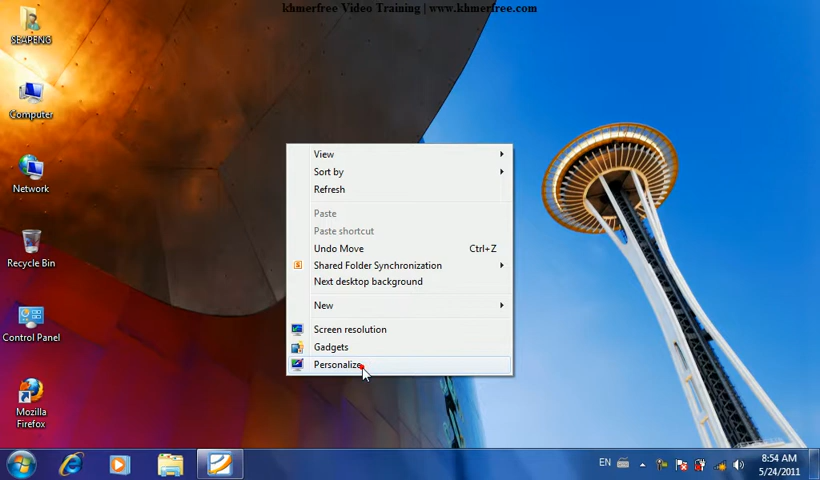 khmerfree Video Training | www.khmerfree.com
SEAPENG
Computer
Network
Recycle Bin
Control Panel
Mozilla
Firefox
View
Sort by
Refresh
Paste
Paste shortcut
Undo Move Ctrl+Z
Shared Folder Synchronization
Next desktop background
New
Screen resolution
Gadgets
Personalize
EN
8:54 AM
5/24/2011